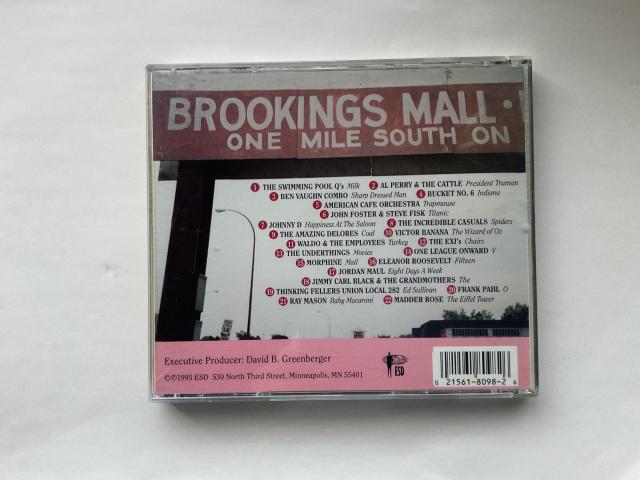 BROOKINGS MALL •
ONE MILE SOUTH ON
1 THE SWIMMING POOL Q's Milk 2 AL PERRY & THE CATTLE President Truman
3 BEN VAUGHN COMBO Sharp Dressed Man 4 BUCKET NO. 6 Indiana
5 AMERICAN CAFE ORCHESTRA Trapmouse
6 JOHN FOSTER & STEVE FISK Titanic
7 JOHNNY D Happiness At The Saloon 8 THE INCREDIBLE CASUALS Spiders
9 THE AMAZING DELORES Coal 10 VICTOR BANANA The Wizard of Oz
11 WALDO & THE EMPLOYEES Turkey 12 THE EXI's Chairs
13 THE UNDERTHINGS Movies 14 ONE LEAGUE ONWARD V
15 MORPHINE Mail 16 ELEANOR ROOSEVELT Fifteen
17 JORDAN MAUL Eight Days A Week
18 JIMMY CARL BLACK & THE GRANDMOTHERS The
19 THINKING FELLERS UNION LOCAL 282 Ed Sullivan 20 FRANK PAHL O
21 RAY MASON Baby Macaroni 22 MADDER ROSE The Eiffel Tower
Executive Producer: David B. Greenberger
©℗1995 ESD 530 North Third Street, Minneapolis, MN 55401
ESD
0 21561-8098-2 6